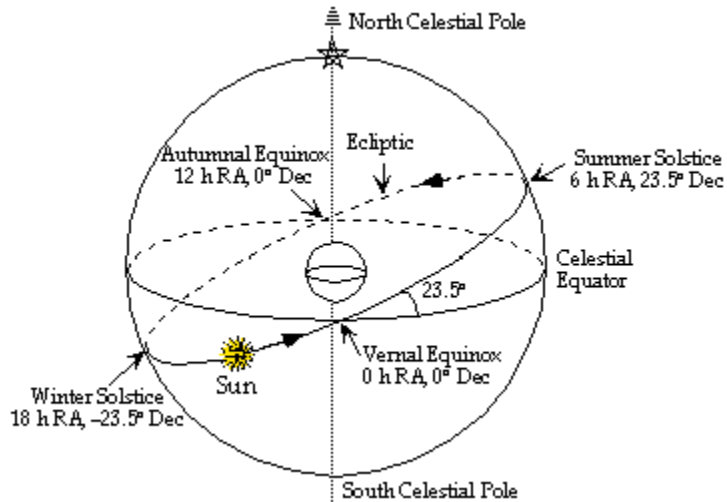 North Celestial Pole
Ecliptic
Autumnal Equinox
12 h RA, 0° Dec
Summer Solstice
6 h RA, 23.5° Dec
Celestial
Equator
23.5°
Vernal Equinox
0 h RA, 0° Dec
Sun
Winter Solstice
18 h RA, –23.5° Dec
South Celestial Pole